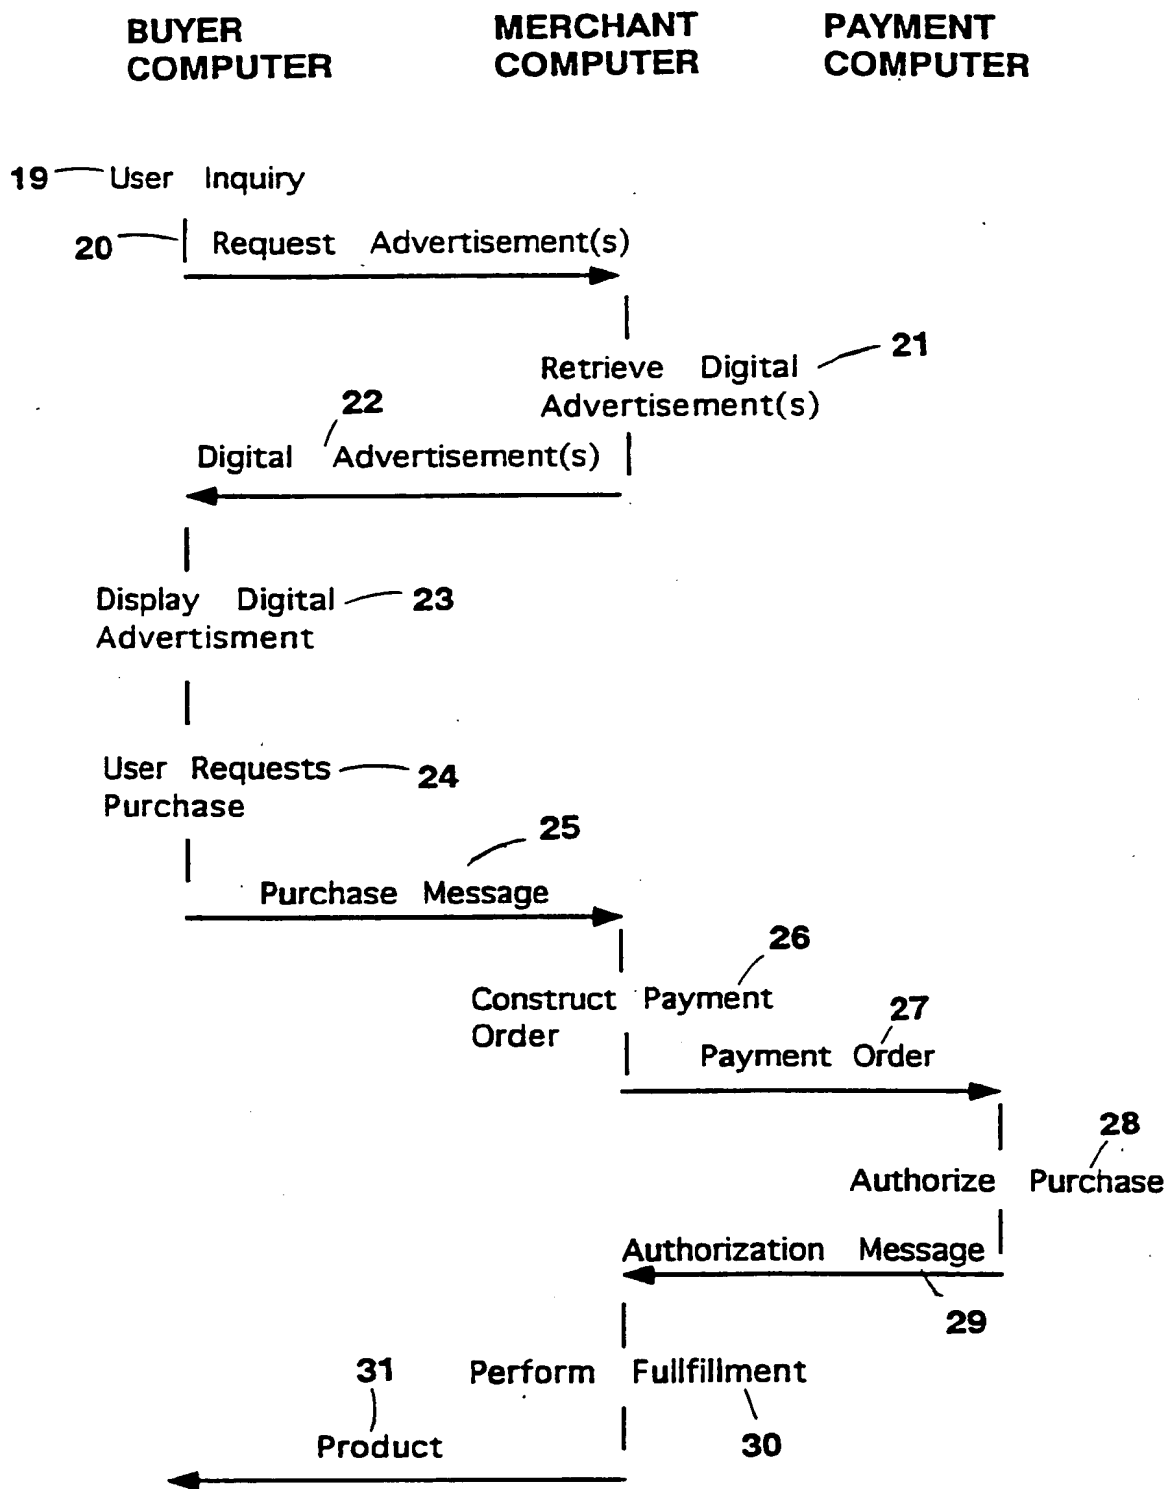 BUYER COMPUTER
MERCHANT COMPUTER
PAYMENT COMPUTER
19 User Inquiry
20 Request Advertisement(s)
21
Retrieve Digital
Advertisement(s)
22
Digital Advertisement(s)
Display Digital 23
Advertisment
User Requests 24
Purchase
25
Purchase Message
26
Construct Payment
Order
27
Payment Order
28
Authorize Purchase
Authorization Message
29
31
Perform Fullfillment
Product
30